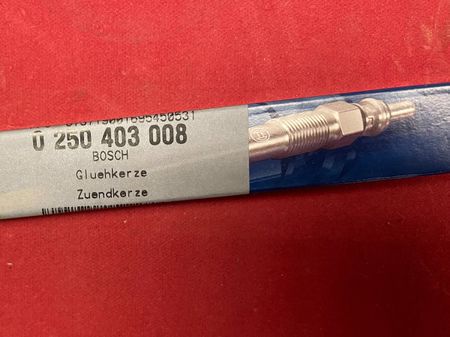 0 250 403 008
BOSCH
Gluehkerze
Zuendkerze